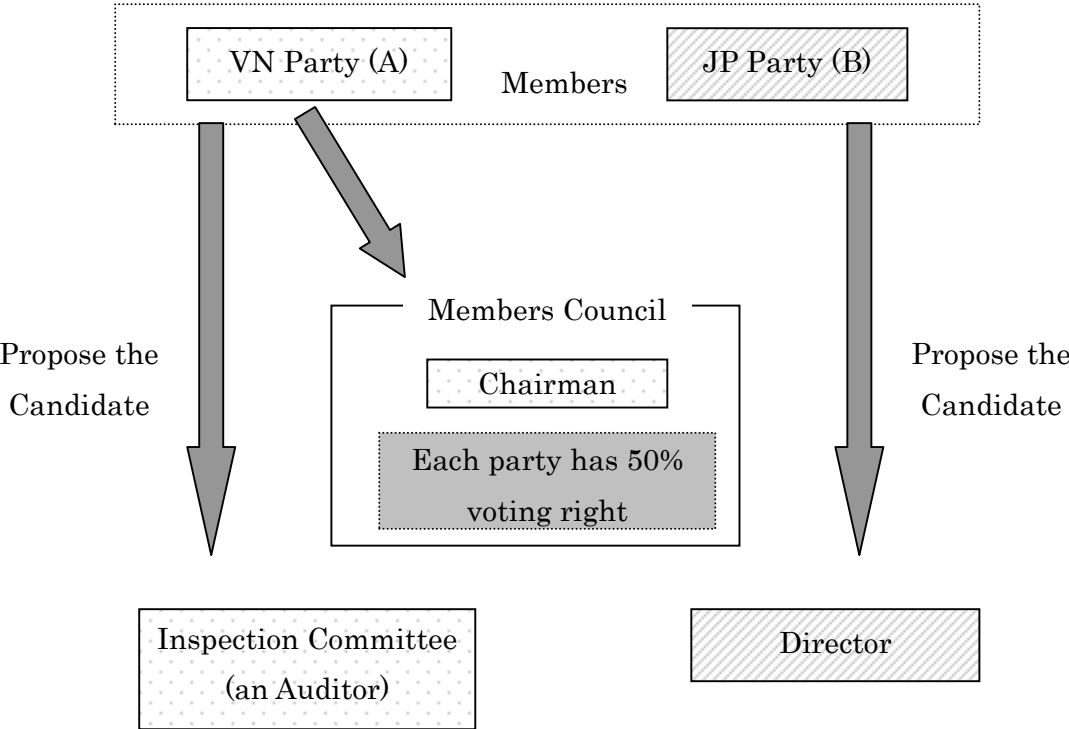 VN Party (A)
Members
JP Party (B)
Members Council
Propose the
Candidate
Chairman
Each party has 50%
voting right
Propose the
Candidate
Inspection Committee
(an Auditor)
Director